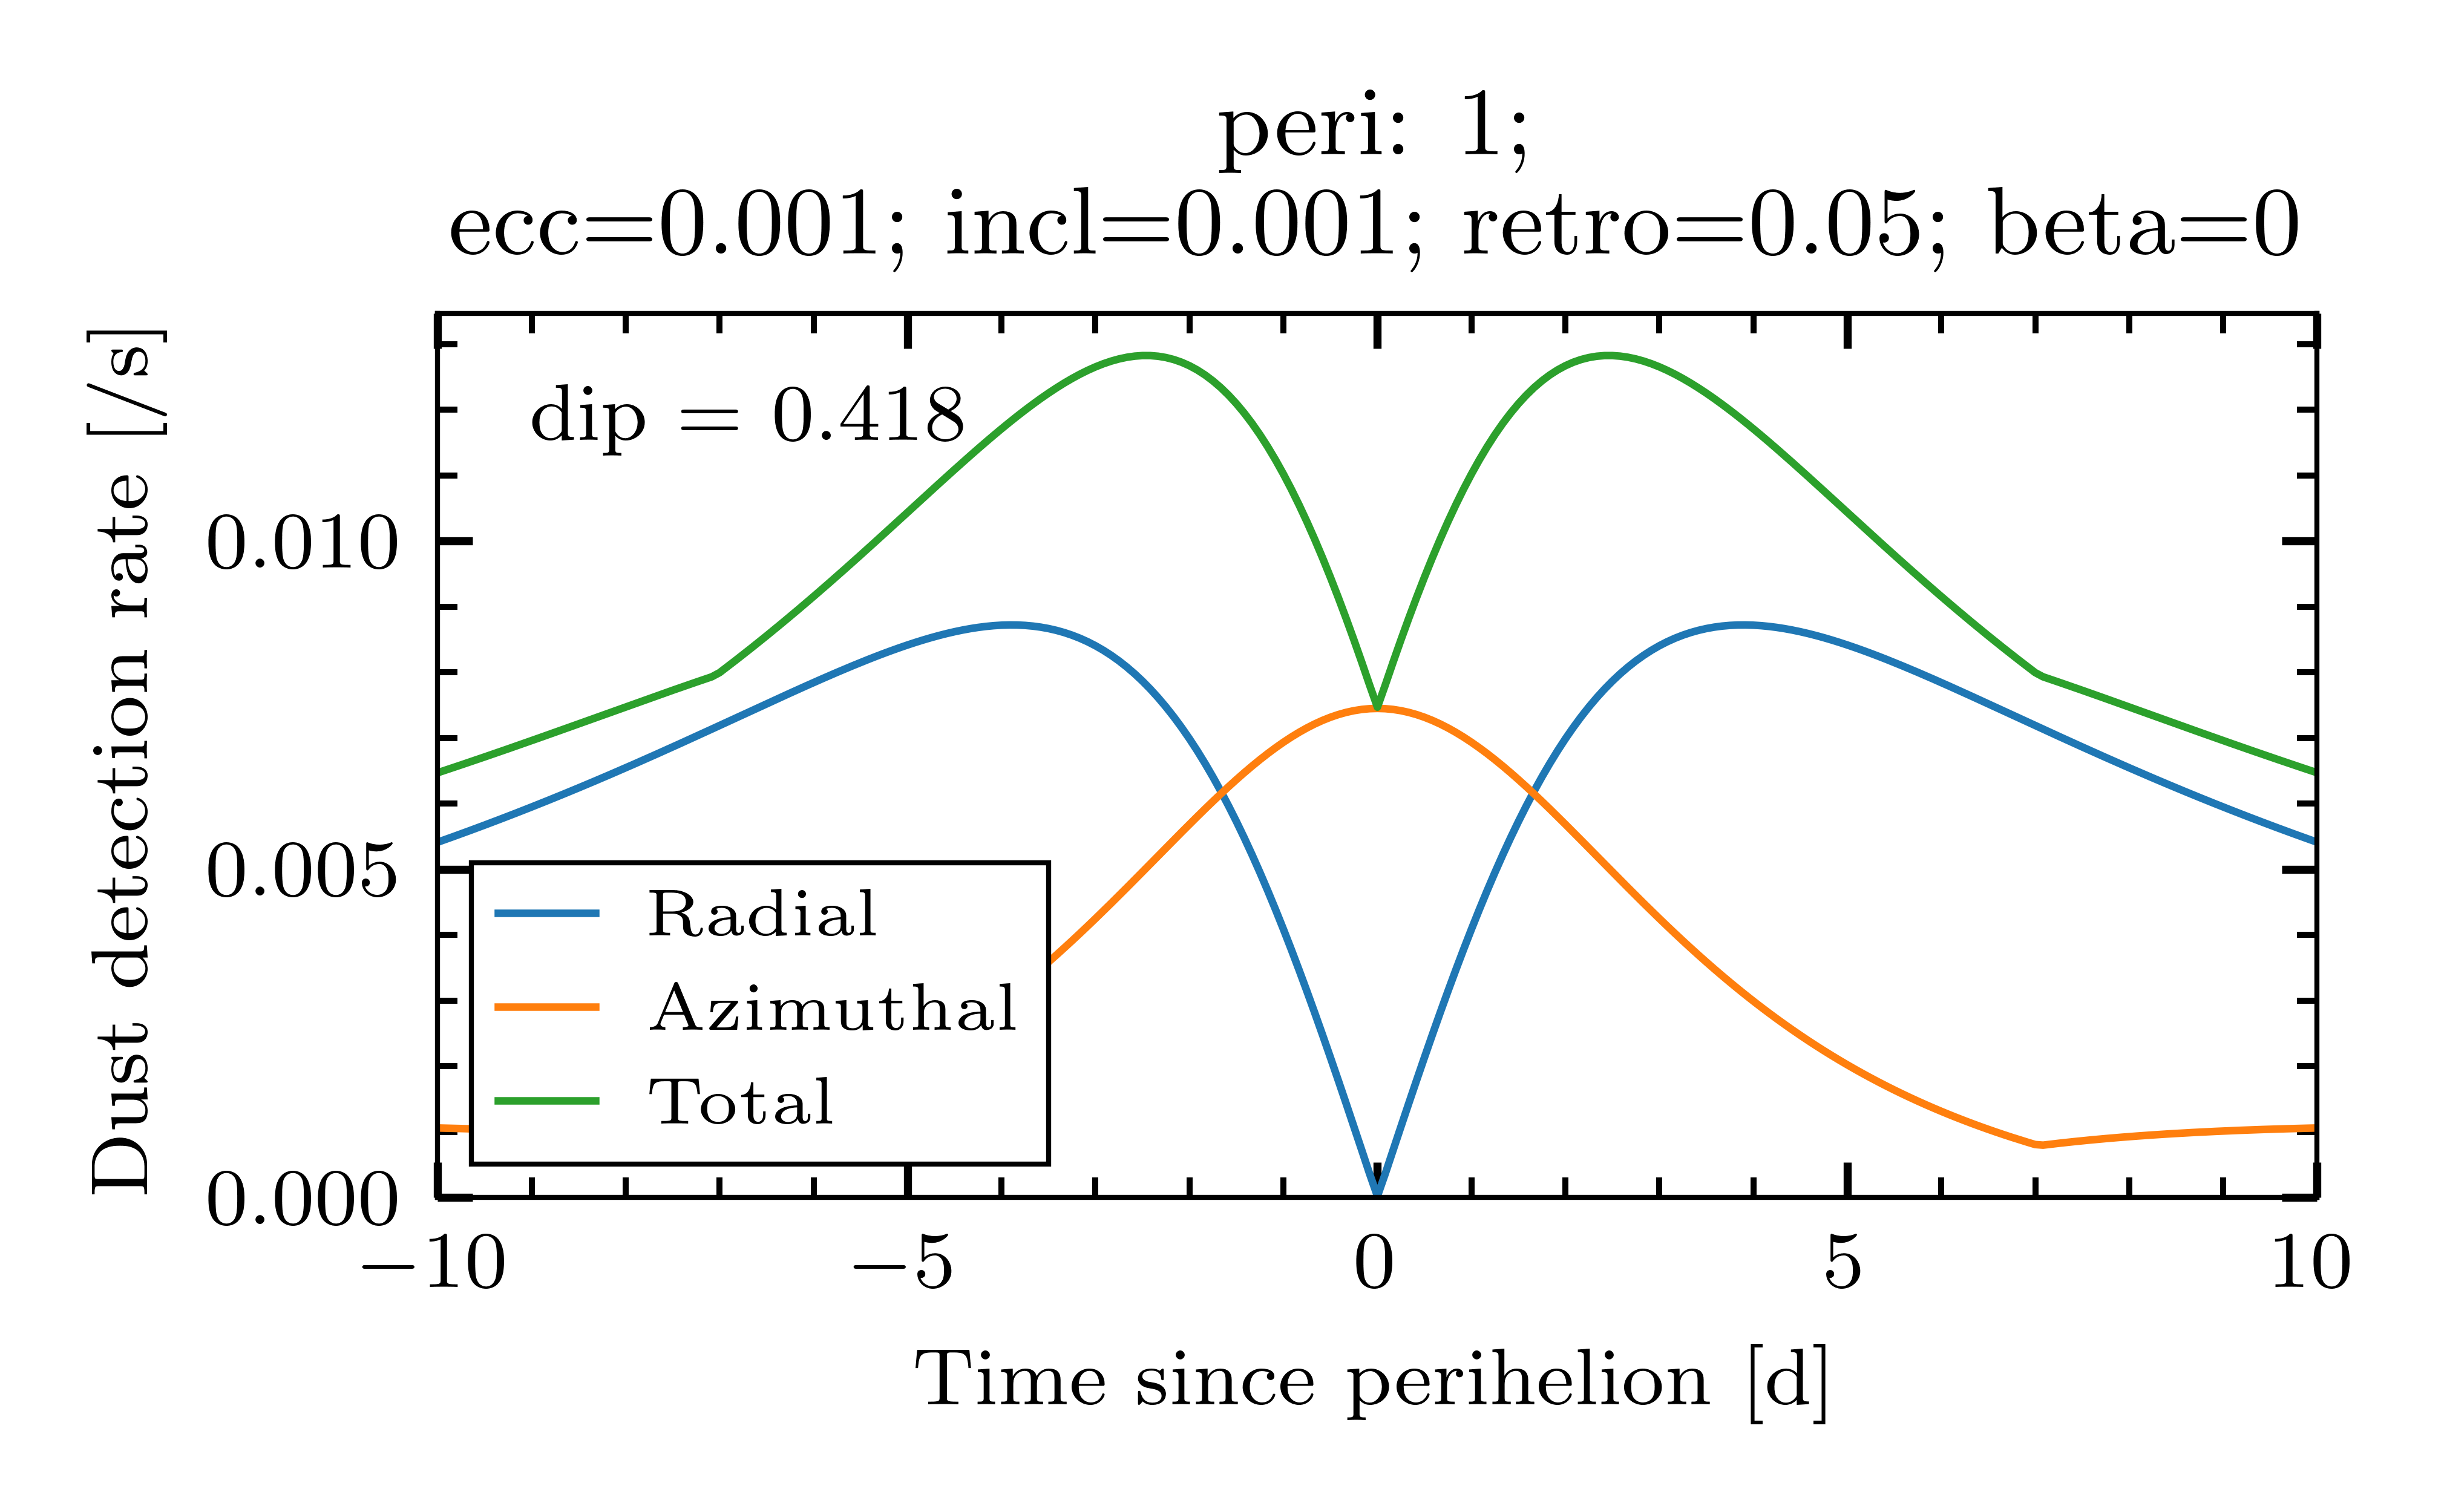 peri: 1;
ecc=0.001; incl=0.001; retro=0.05; beta=0
dip = 0.418
Dust detection rate [/s]
0.010
0.005
0.000
Radial
Azimuthal
Total
−10
−5
0
5
10
Time since perihelion [d]